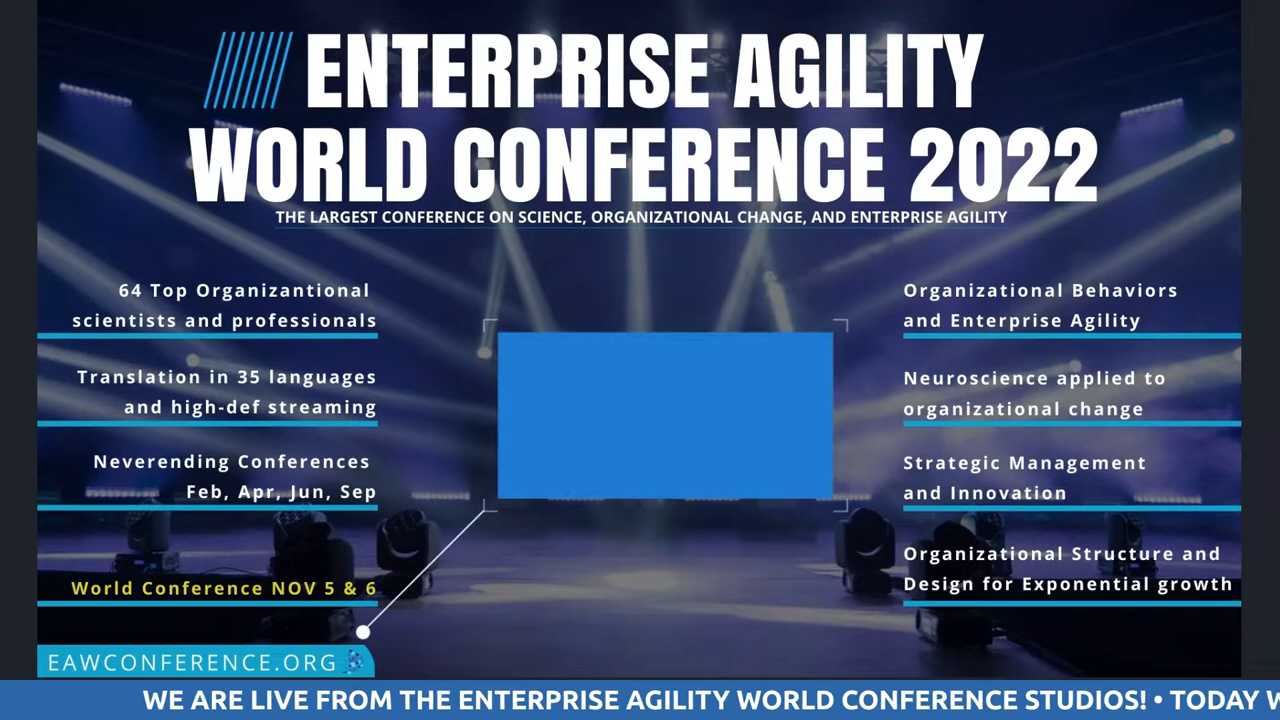 ENTERPRISE AGILITY
WORLD CONFERENCE 2022
THE LARGEST CONFERENCE ON SCIENCE, ORGANIZATIONAL CHANGE, AND ENTERPRISE AGILITY
64 Top Organizantional
scientists and professionals
Translation in 35 languages
and high-def streaming
Neverending Conferences
Feb, Apr, Jun, Sep
World Conference NOV 5 & 6
EAWCONFERENCE.ORG
Organizational Behaviors
and Enterprise Agility
Neuroscience applied to
organizational change
Strategic Management
and Innovation
Organizational Structure and
Design for Exponential growth
WE ARE LIVE FROM THE ENTERPRISE AGILITY WORLD CONFERENCE STUDIOS! • TODAY